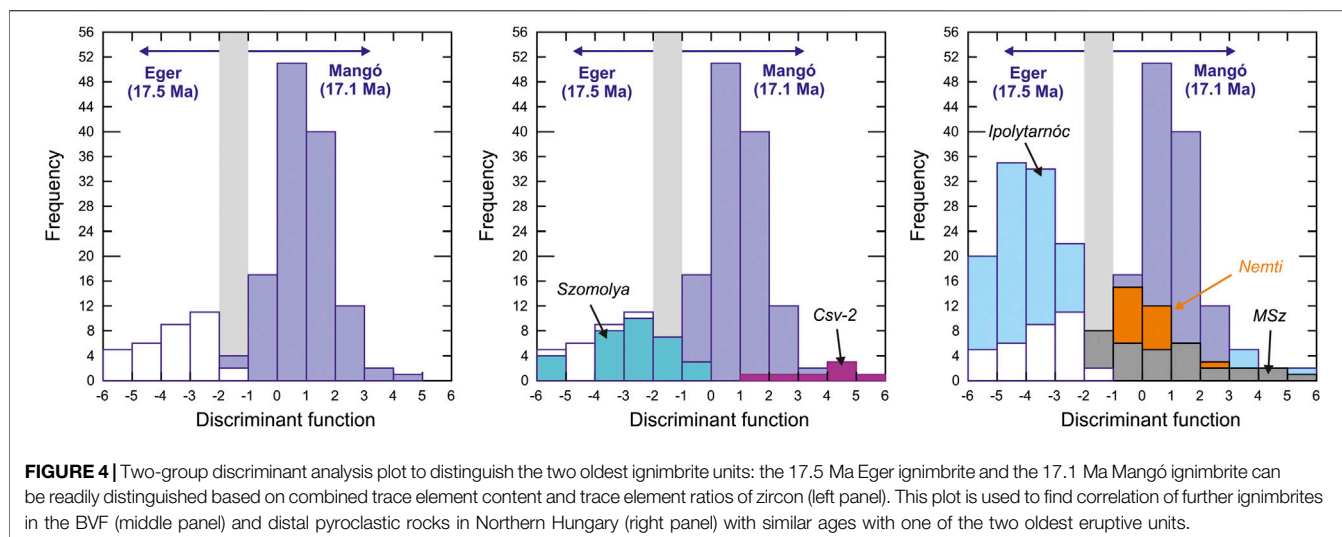 56
52
48
44
40
36
32
28
24
20
16
12
8
4
0
Frequency
Eger
(17.5 Ma)
Mangó
(17.1 Ma)
-6 -5 -4 -3 -2 -1 0 1 2 3 4 5 6
Discriminant function
56
52
48
44
40
36
32
28
24
20
16
12
8
4
0
Frequency
Eger
(17.5 Ma)
Mangó
(17.1 Ma)
Szomolya
Csv-2
-6 -5 -4 -3 -2 -1 0 1 2 3 4 5 6
Discriminant function
56
52
48
44
40
36
32
28
24
20
16
12
8
4
0
Frequency
Eger
(17.5 Ma)
Mangó
(17.1 Ma)
Ipolytarnóc
Nemti
MSz
-6 -5 -4 -3 -2 -1 0 1 2 3 4 5 6
Discriminant function
FIGURE 4 | Two-group discriminant analysis plot to distinguish the two oldest ignimbrite units: the 17.5 Ma Eger ignimbrite and the 17.1 Ma Mangó ignimbrite can
be readily distinguished based on combined trace element content and trace element ratios of zircon (left panel). This plot is used to find correlation of further ignimbrites
in the BVF (middle panel) and distal pyroclastic rocks in Northern Hungary (right panel) with similar ages with one of the two oldest eruptive units.